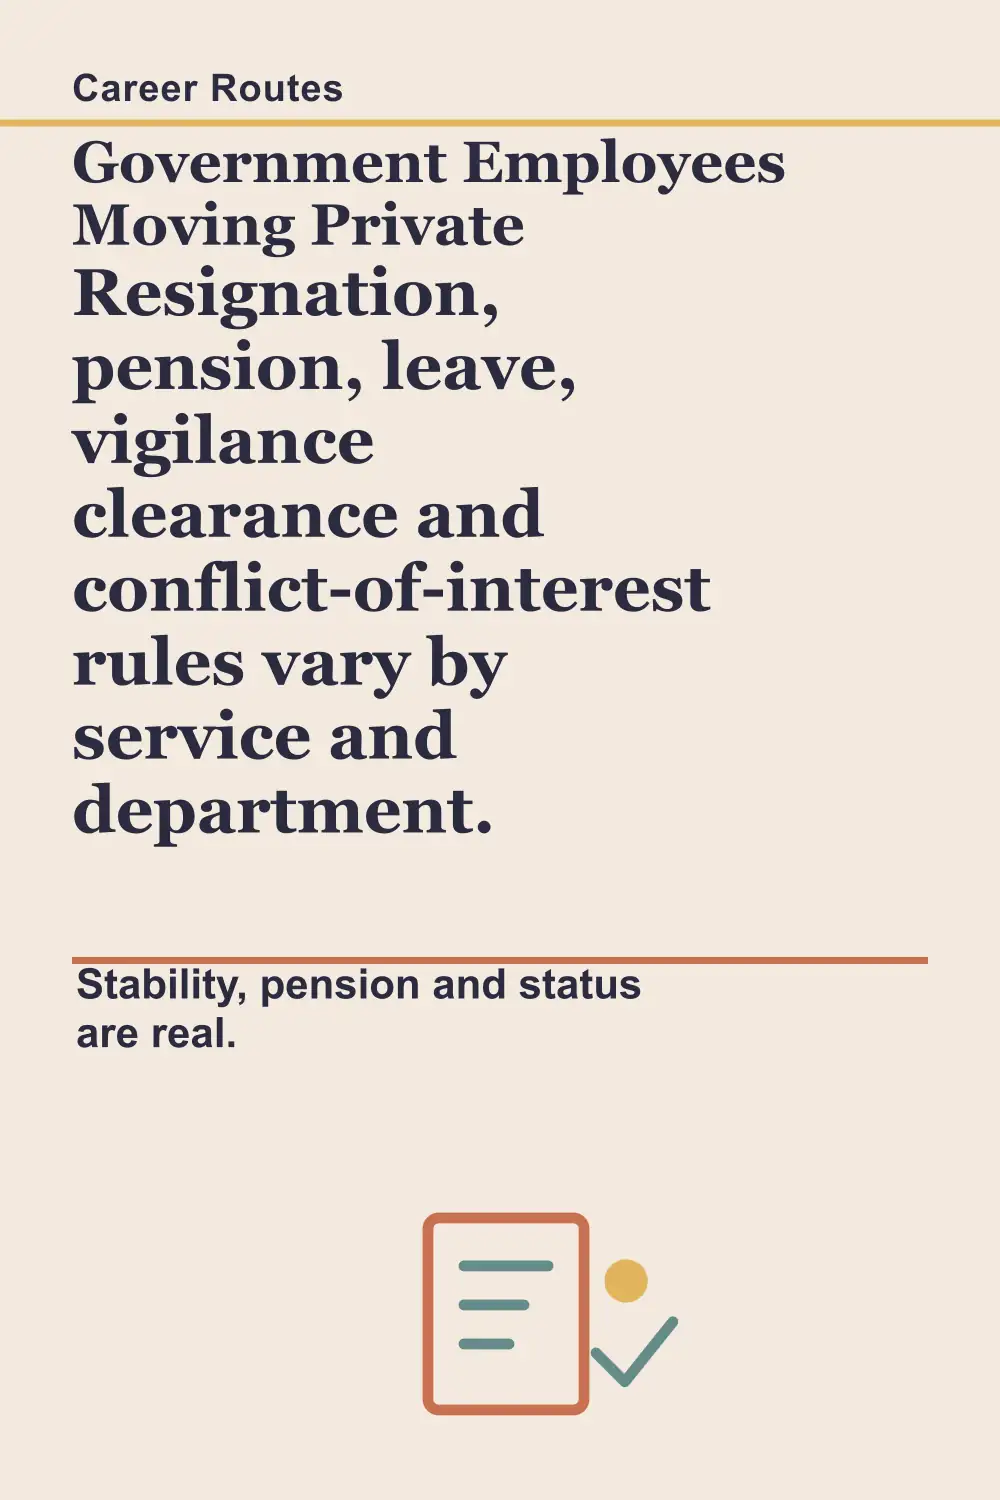 Career Routes
Government Employees
Moving Private
Resignation,
pension, leave,
vigilance
clearance and
conflict-of-interest
rules vary by
service and
department.
Stability, pension and status
are real.